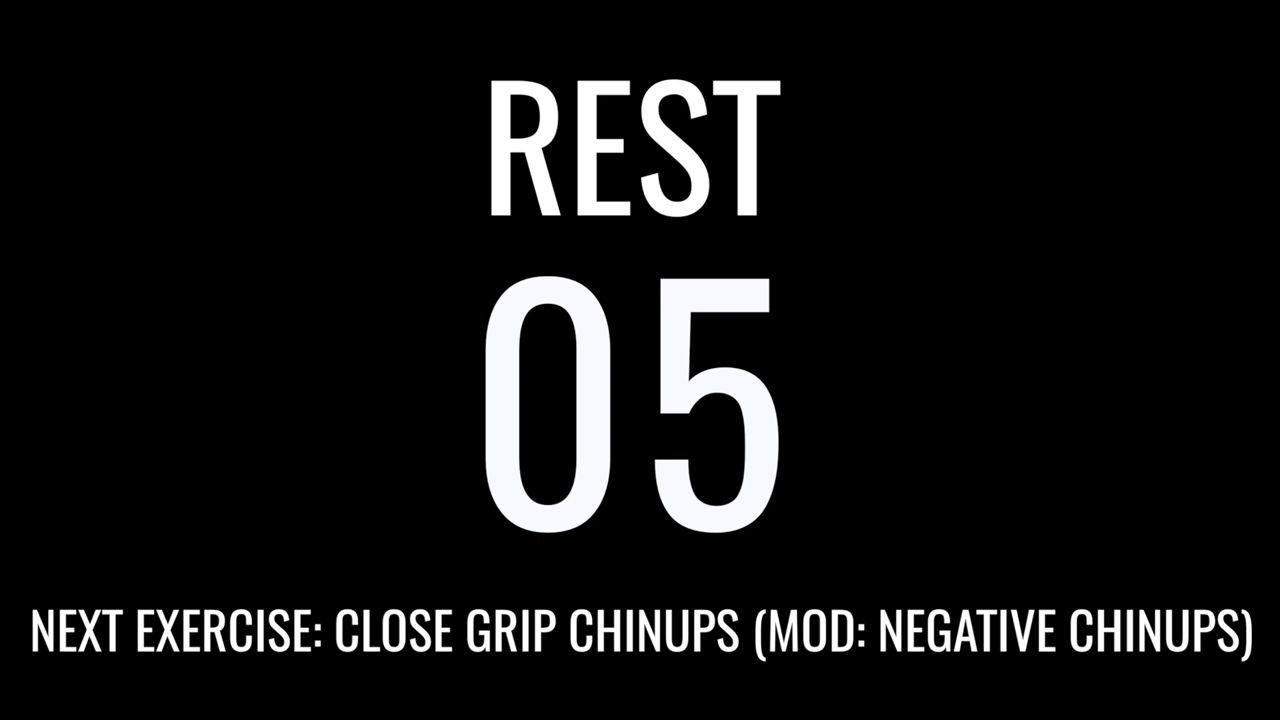 REST
05
NEXT EXERCISE: CLOSE GRIP CHINUPS (MOD: NEGATIVE CHINUPS)